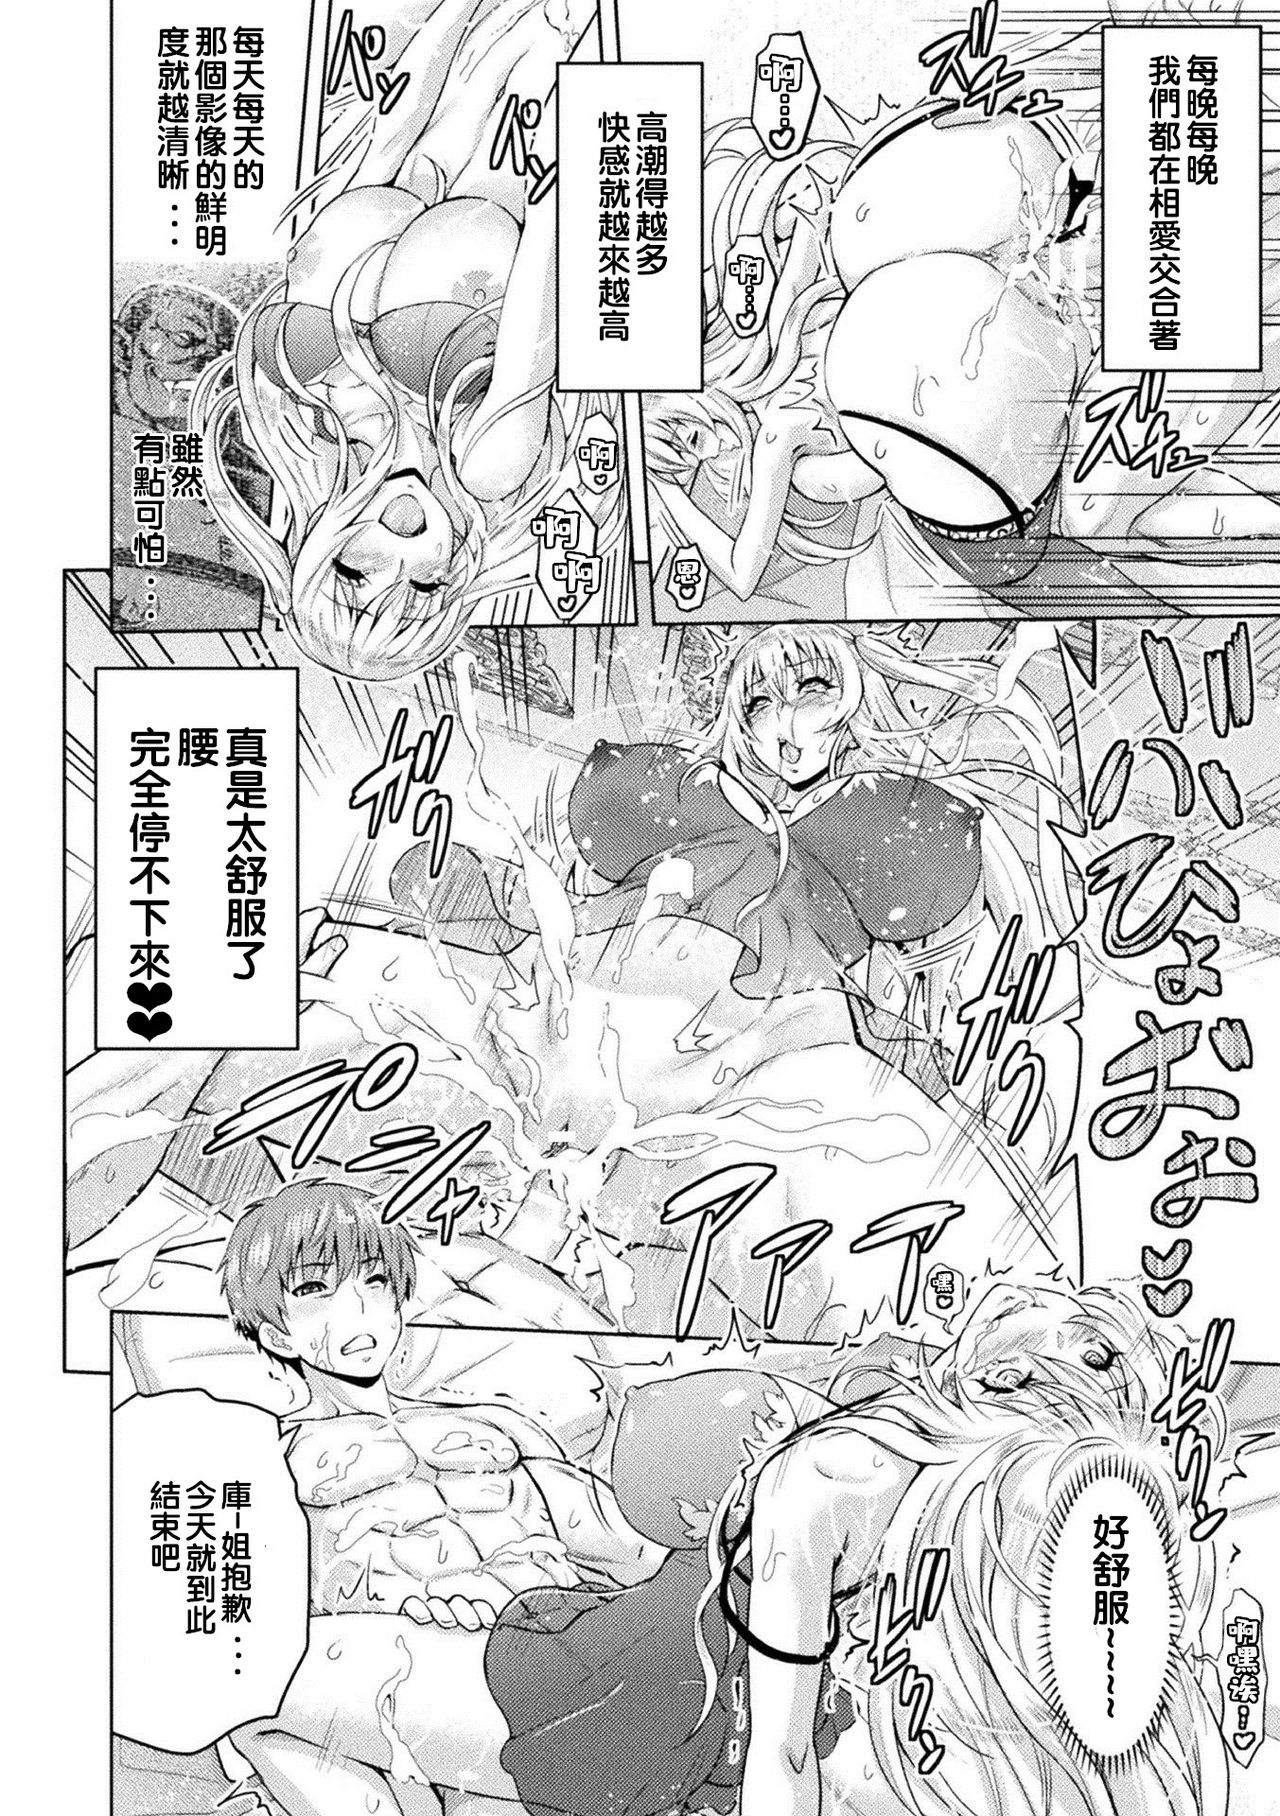 每晚每晚
我們都在相愛交合著
啊…♡
啊…♡
恩♡
ズチュ
ズチュ
高潮得越多
快感就越來越高
啊♡
啊
啊♡
パン
パン
每天每天的
那個影像的鮮明
度就越清晰…
雖然
有點可怕…
んひょおぉ♡♡
ガク
ガク
真是太舒服了
腰
完全停不下來❤❤
パシャ
アアア
嘿♡
ビクン
ビクン
好舒服~~~~
啊嘿诶…♡
庫-姐抱歉…
今天就到此
結束吧